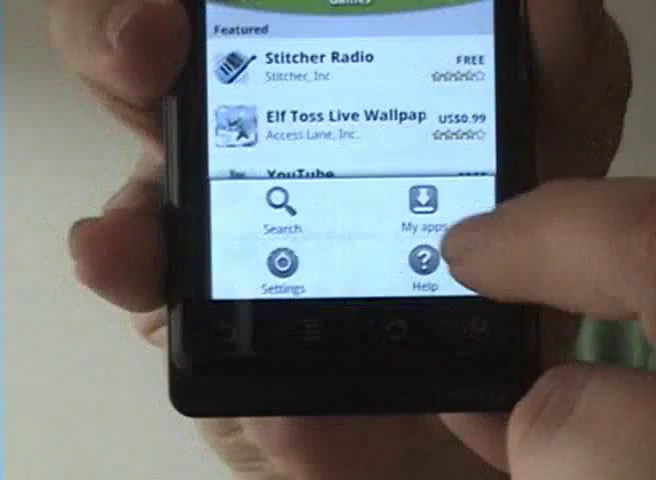 Games
Featured
Stitcher Radio
FREE
Stitcher, Inc
Elf Toss Live Wallpap
US$0.99
Access Lane, Inc.
YouTube
Search
My apps
Settings
Help